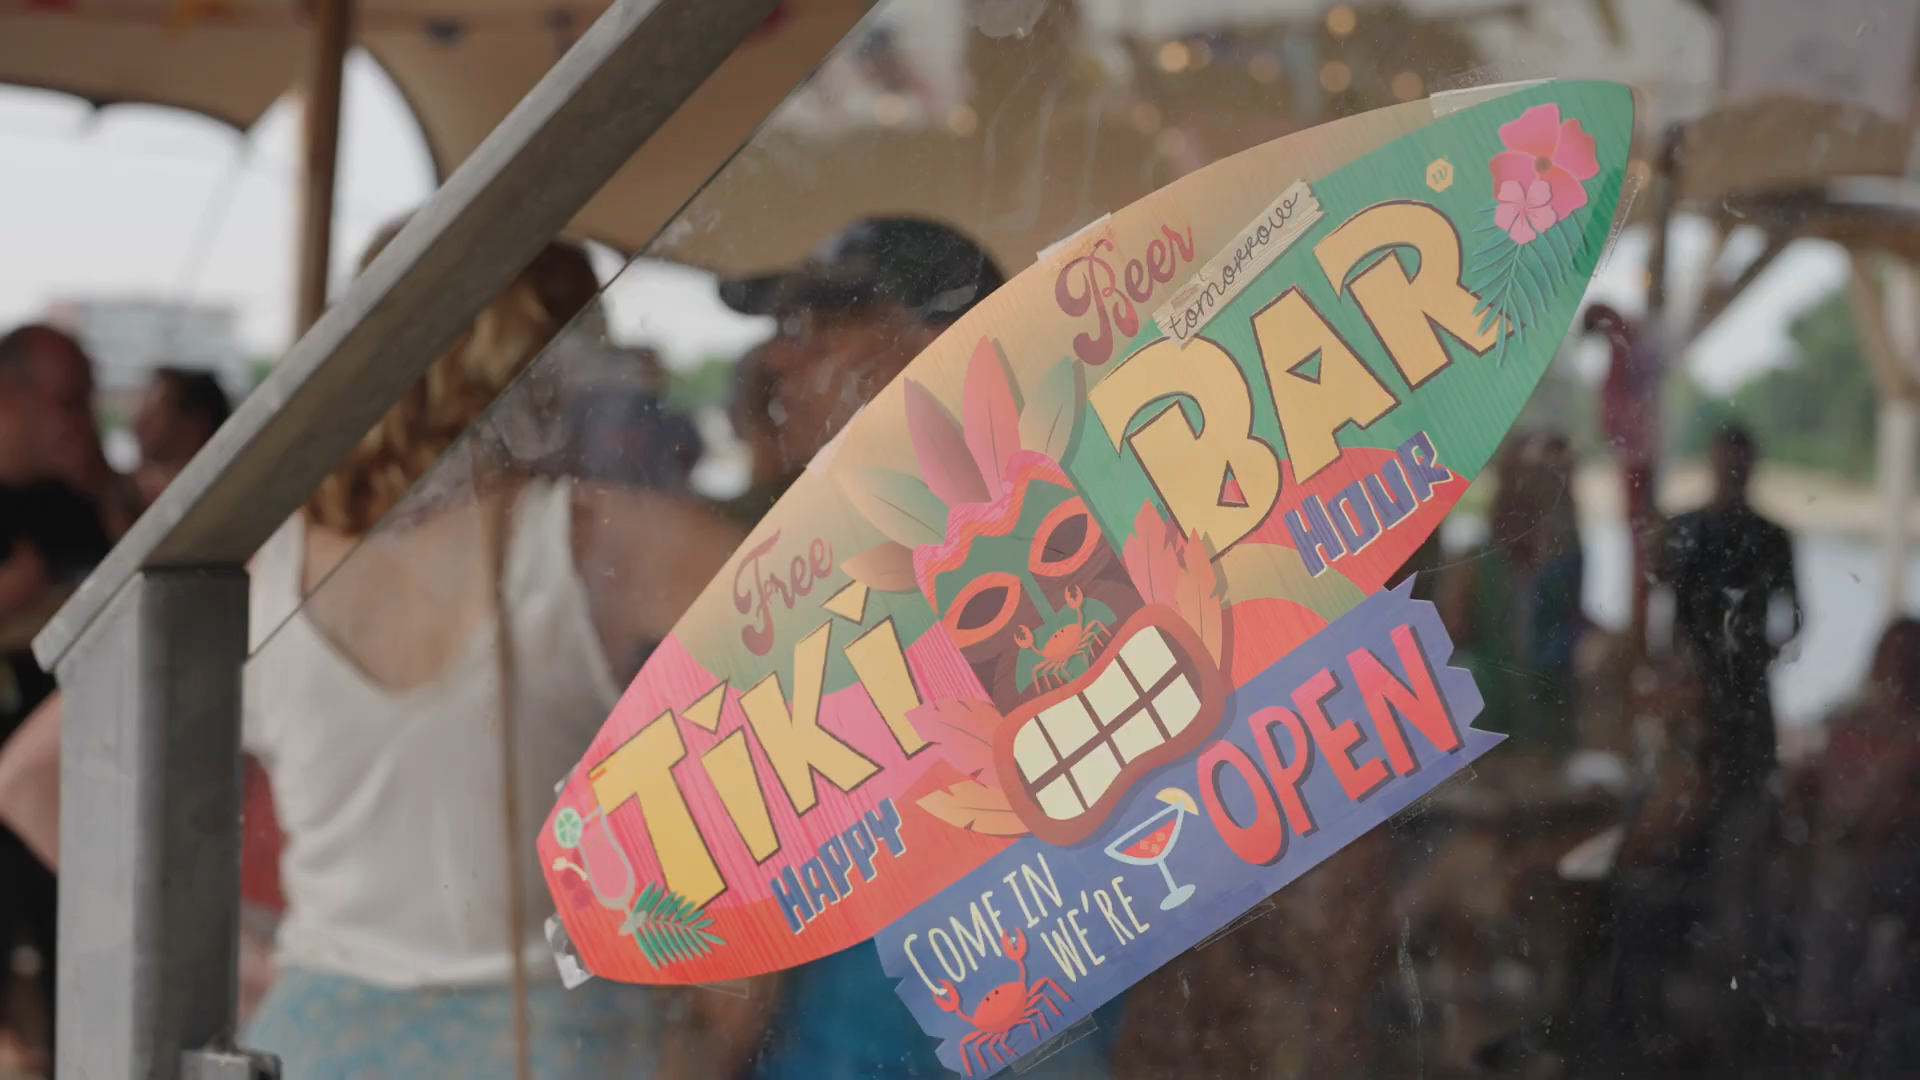 Free Beer
tomorrow
TiKi BAR
HAPPY HOUR
COME IN
WE'RE
OPEN